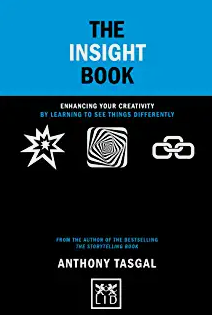 THE
INSIGHT
BOOK
ENHANCING YOUR CREATIVITY
BY LEARNING TO SEE THINGS DIFFERENTLY
FROM THE AUTHOR OF THE BESTSELLING
THE STORYTELLING BOOK
ANTHONY TASGAL
LID